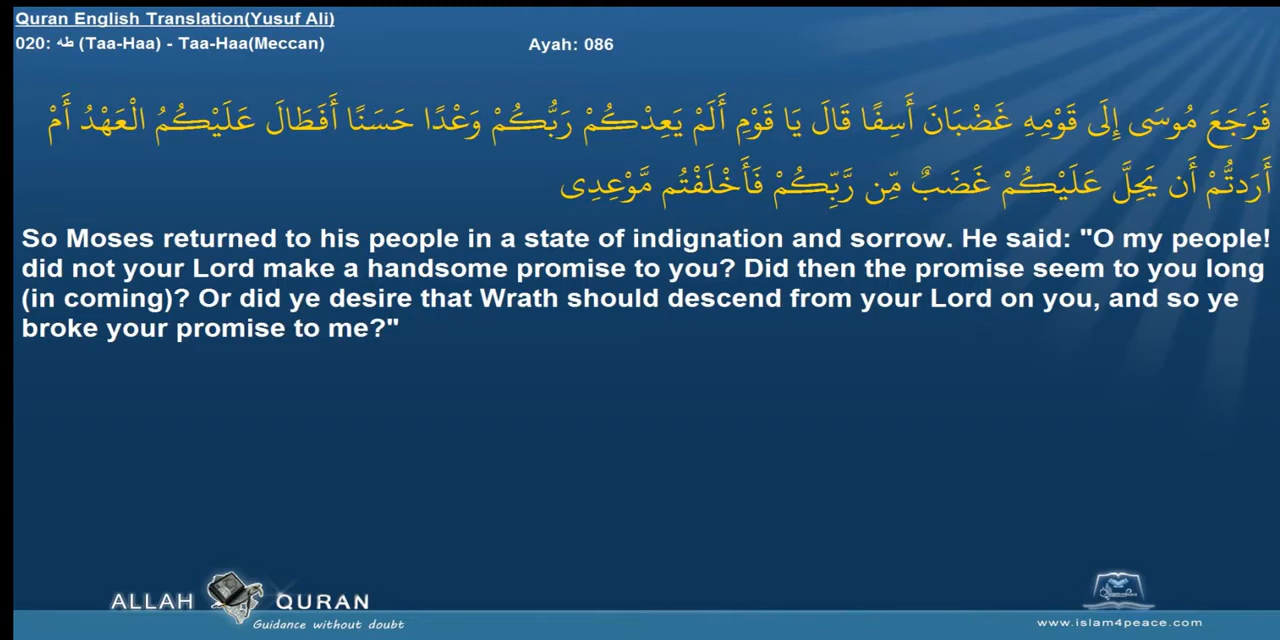 Quran English Translation(Yusuf Ali)
020: طه (Taa-Haa) - Taa-Haa(Meccan)
Ayah: 086
فَرَجَعَ مُوسَى إِلَى قَوْمِهِ غَضْبَانَ أَسِفًا قَالَ يَا قَوْمِ أَلَمْ يَعِدْكُمْ رَبُّكُمْ وَعْدًا حَسَنًا أَفَطَالَ عَلَيْكُمُ الْعَهْدُ أَمْ
أَرَدتُّمْ أَن يَحِلَّ عَلَيْكُمْ غَضَبٌ مِّن رَّبِّكُمْ فَأَخْلَفْتُم مَّوْعِدِى
So Moses returned to his people in a state of indignation and sorrow. He said: "O my people!
did not your Lord make a handsome promise to you? Did then the promise seem to you long
(in coming)? Or did ye desire that Wrath should descend from your Lord on you, and so ye
broke your promise to me?"
ALLAH QURAN
Guidance without doubt
www.islam4peace.com